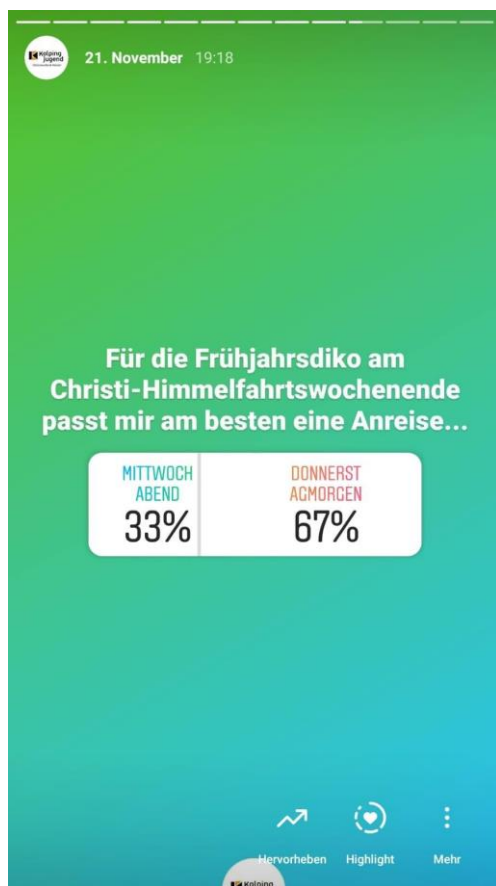 Kolping
jugend
21. November 19:18
Für die Frühjahrsdiko am
Christi-Himmelfahrtswochenende
passt mir am besten eine Anreise...
MITTWOCH
ABEND
33%
DONNERST
AGMORGEN
67%
Hervorheben Highlight Mehr
Kolping